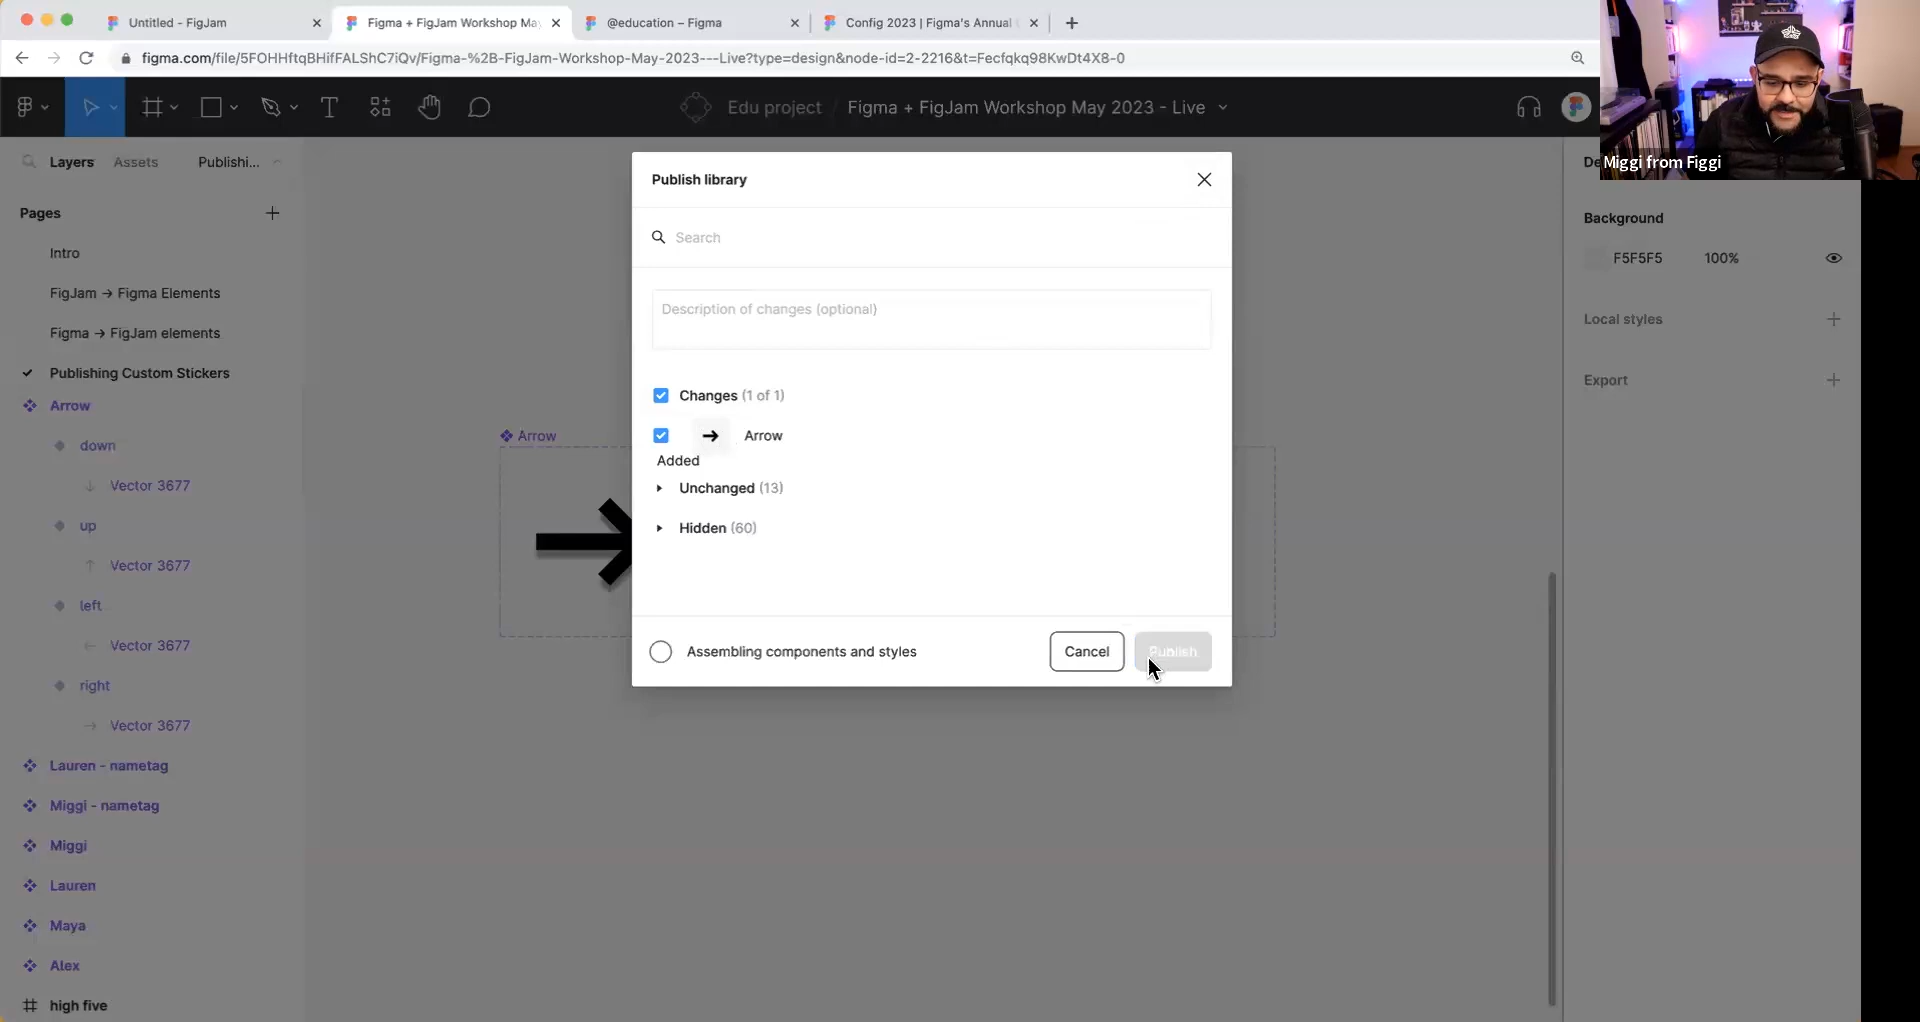 Untitled - FigJam
Figma + FigJam Workshop Ma
@education – Figma
Config 2023 | Figma's Annual
figma.com/file/5FOHHftqBHifFALShC7iQv/Figma-%2B-FigJam-Workshop-May-2023---Live?type=design&node-id=2-2216&t=Fecfqkq98KwDt4X8-0
Edu project / Figma + FigJam Workshop May 2023 - Live
Miggi from Figgi
Layers Assets Publishi...
De
Pages
Intro
FigJam → Figma Elements
Figma → FigJam elements
Publishing Custom Stickers
Arrow
down
Vector 3677
up
Vector 3677
left
Vector 3677
right
Vector 3677
Lauren - nametag
Miggi - nametag
Miggi
Lauren
Maya
Alex
high five
Arrow
Publish library
Search
Description of changes (optional)
Changes (1 of 1)
Arrow
Added
Unchanged (13)
Hidden (60)
Assembling components and styles
Cancel
Publish
Background
F5F5F5 100%
Local styles
Export